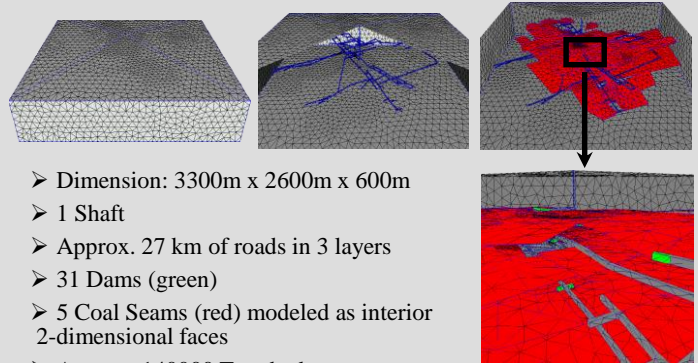 ➢ Dimension: 3300m x 2600m x 600m
➢ 1 Shaft
➢ Approx. 27 km of roads in 3 layers
➢ 31 Dams (green)
➢ 5 Coal Seams (red) modeled as interior
2-dimensional faces